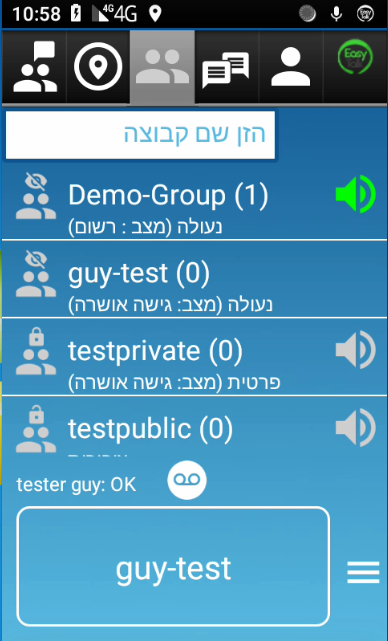 10:58 4G 4G
Easy
Talk
הזן שם קבוצה
Demo-Group (1)
נעולה (מצב : רשום)
guy-test (0)
נעולה (מצב: גישה אושרה)
testprivate (0)
פרטית (מצב: גישה אושרה)
testpublic (0)
tester guy: OK
guy-test